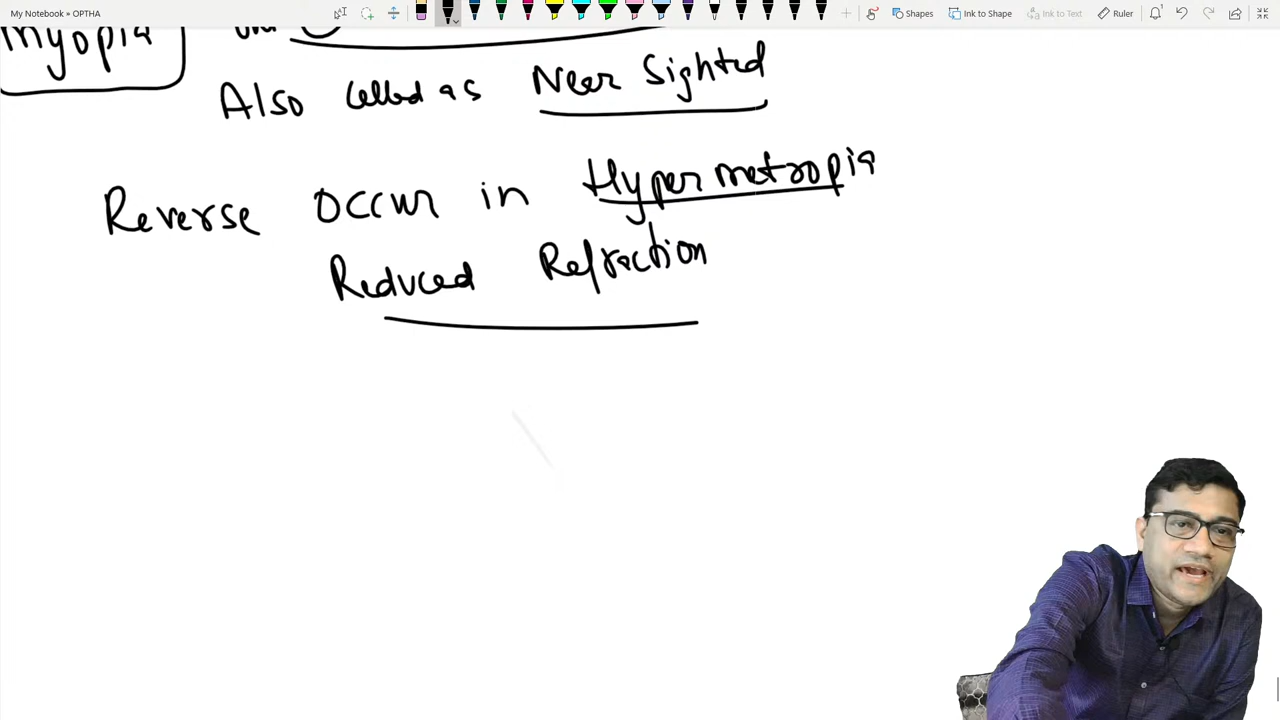 My Notebook » OPTHA
Shapes
Ink to Shape
Ink to Text
Ruler
Myopia
Also called as Near Sighted
Reverse Occur in Hypermetropia
Reduced Refraction